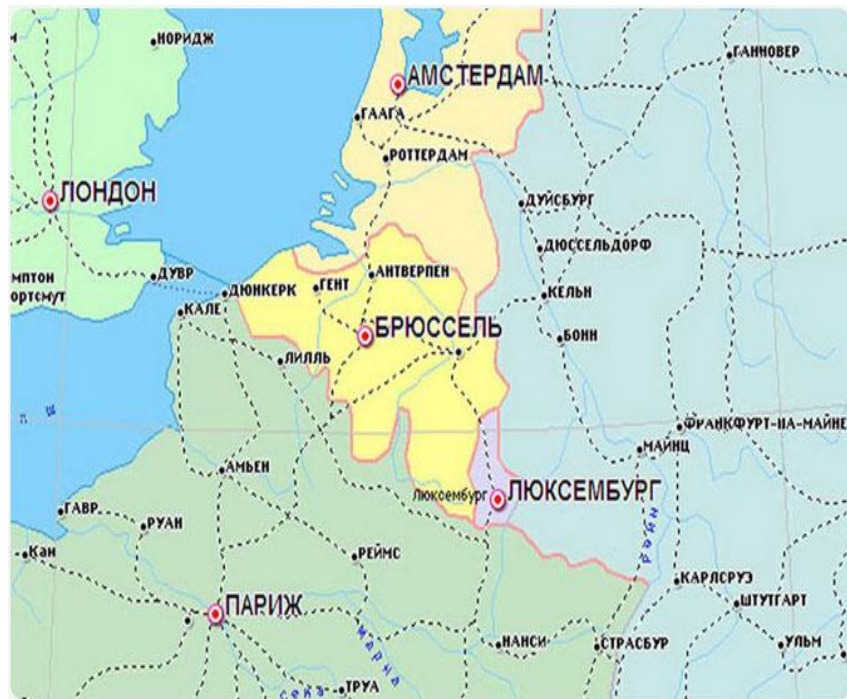 НОРИДЖ
ГАННОВЕР
АМСТЕРДАМ
ГААГА
РОТТЕРДАМ
ЛОНДОН
ДУЙСБУРГ
ДЮССЕЛЬДОРФ
МПТОН
ДУВР
АНТВЕРПЕН
ГЕНТ
ДЮНКЕРК
ОРТСМУТ
КЕЛЬН
КАЛЕ
БРЮССЕЛЬ
БОНН
ЛИЛЛЬ
П Ш
ФРАНКФУРТ-НА-МАЙНЕ
МАЙНЦ
АМЬЕН
Люксембург
ЛЮКСЕМБУРГ
ГАВР
РУАН
РЕЙН
Кан
РЕЙМС
КАРЛСРУЭ
ШТУТГАРТ
ПАРИЖ
МАРНА
НАНСИ
СТРАСБУР
УЛЬМ
СЕНА
ТРУА